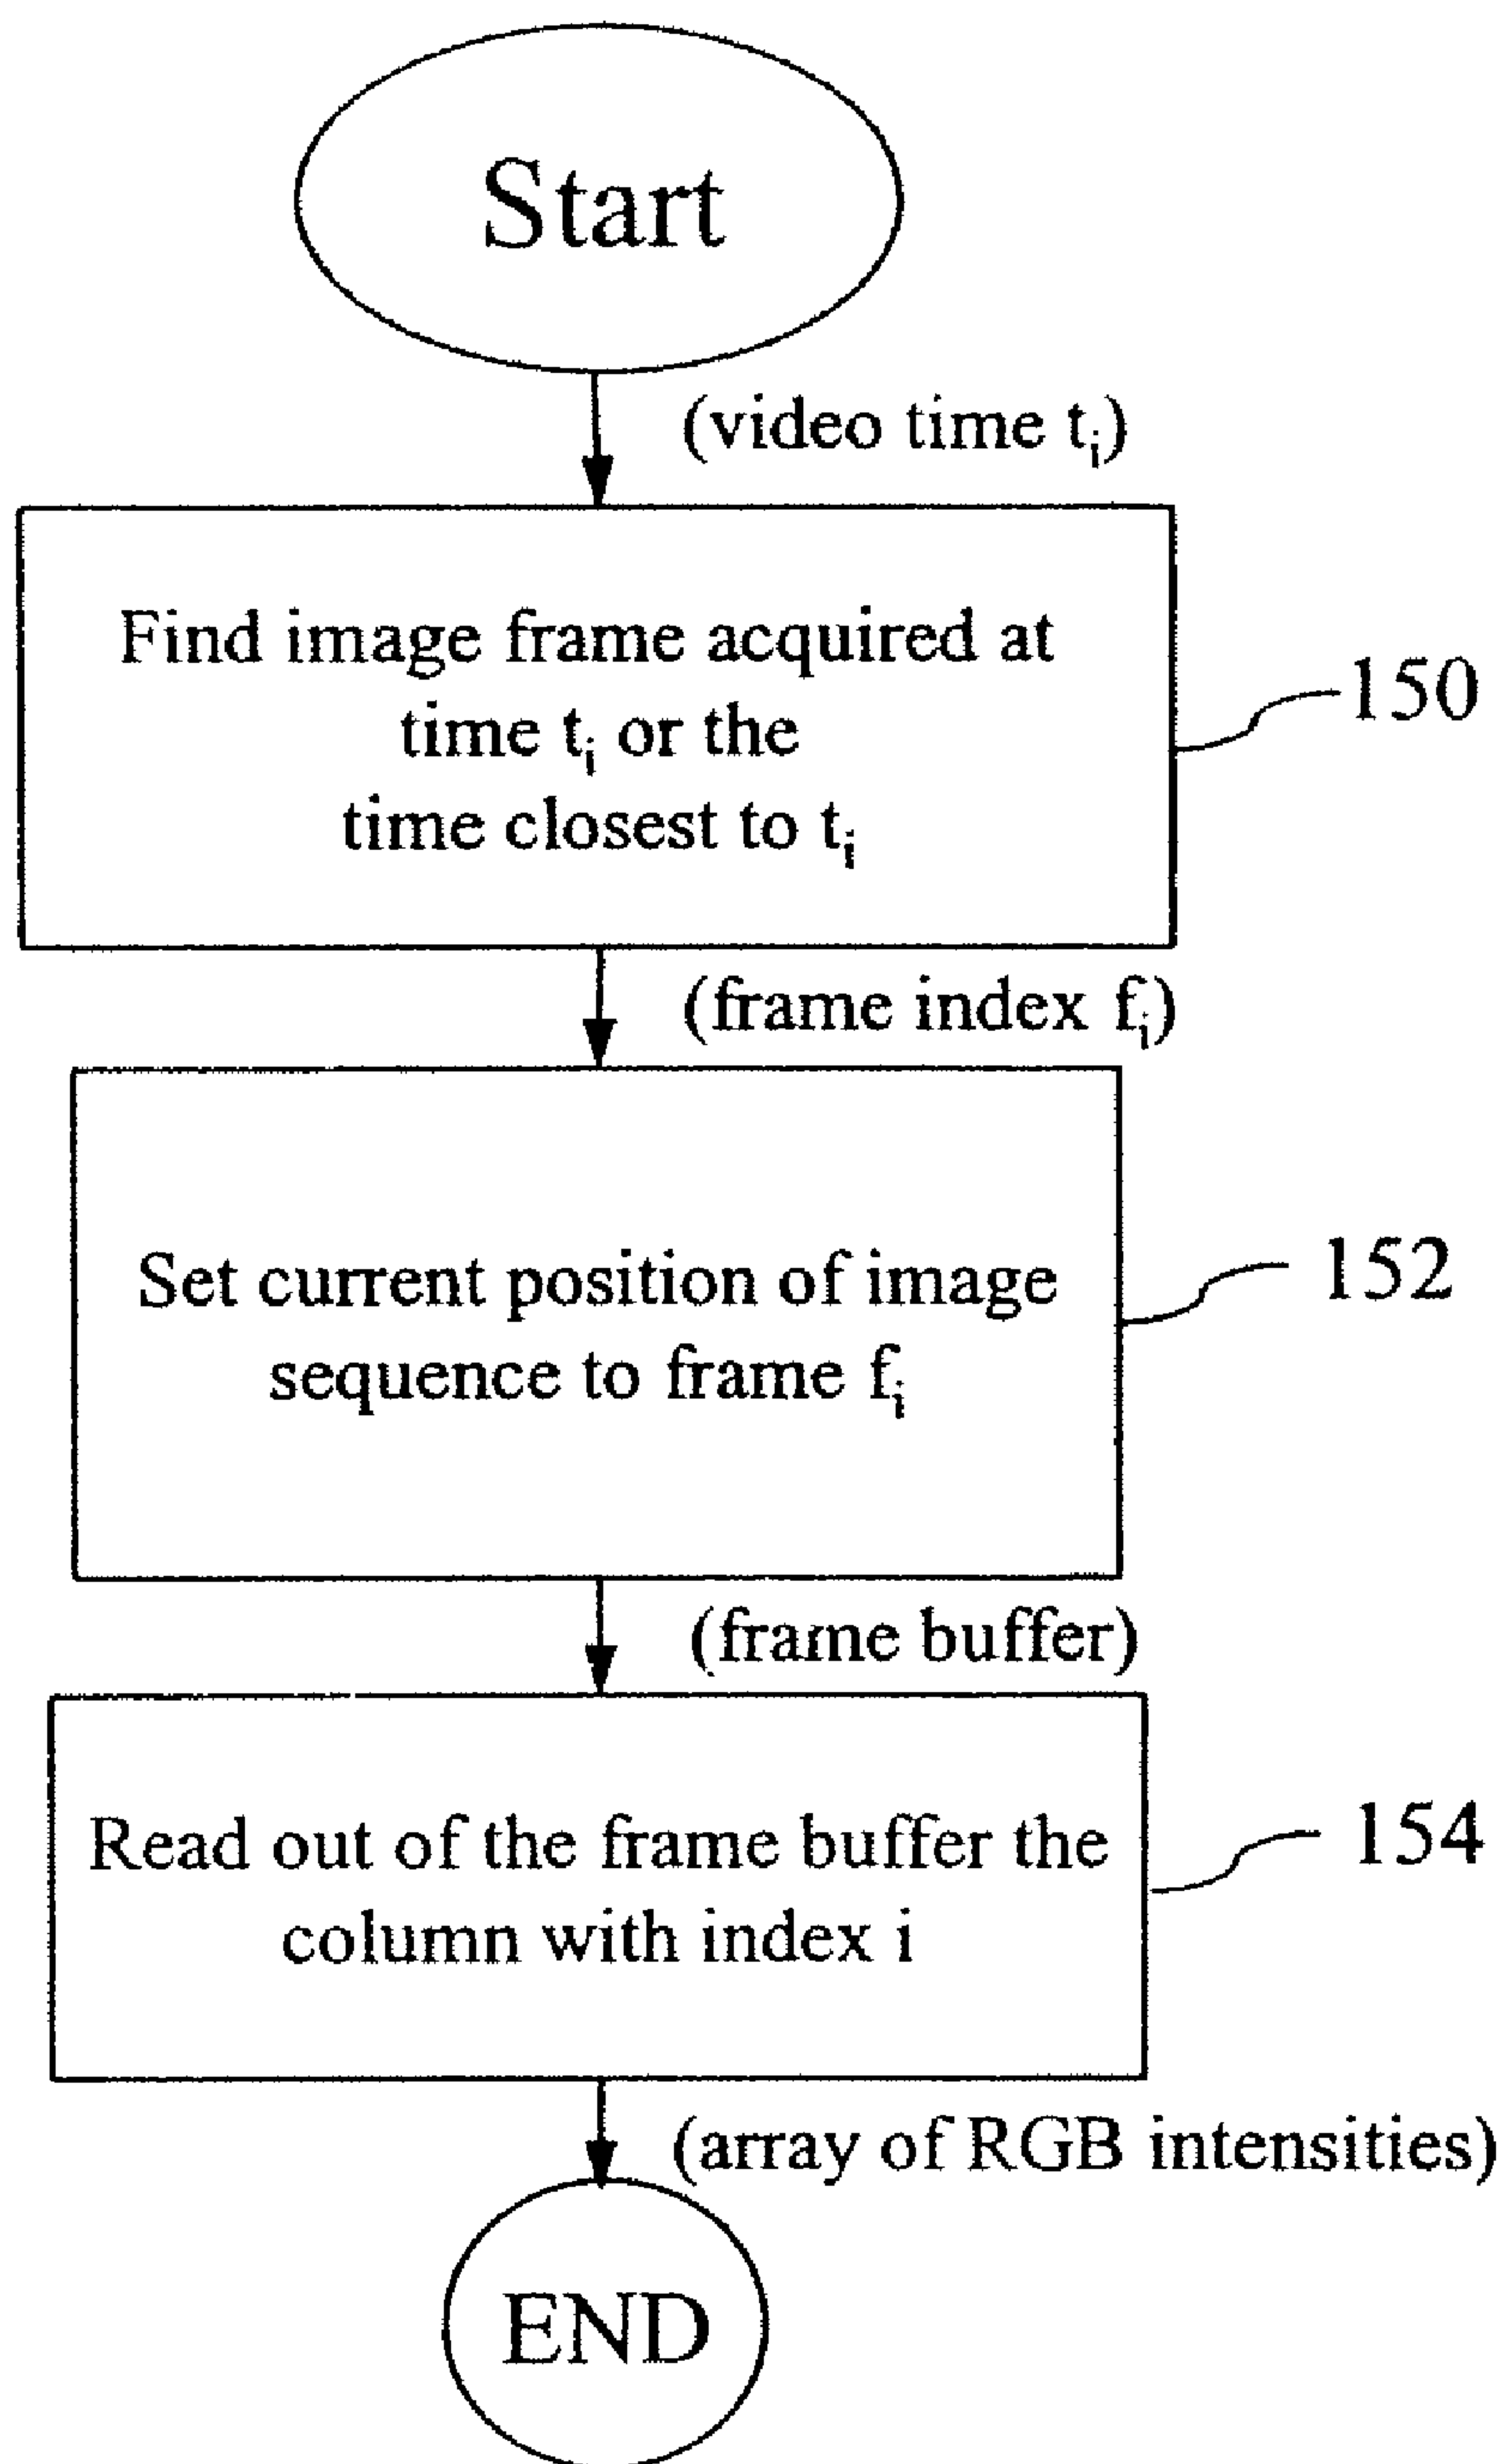 Start
(video time tᵢ)
Find image frame acquired at
time tᵢ or the
time closest to tᵢ
150
(frame index fᵢ)
Set current position of image
sequence to frame fᵢ
152
(frame buffer)
Read out of the frame buffer the
column with index i
154
(array of RGB intensities)
END